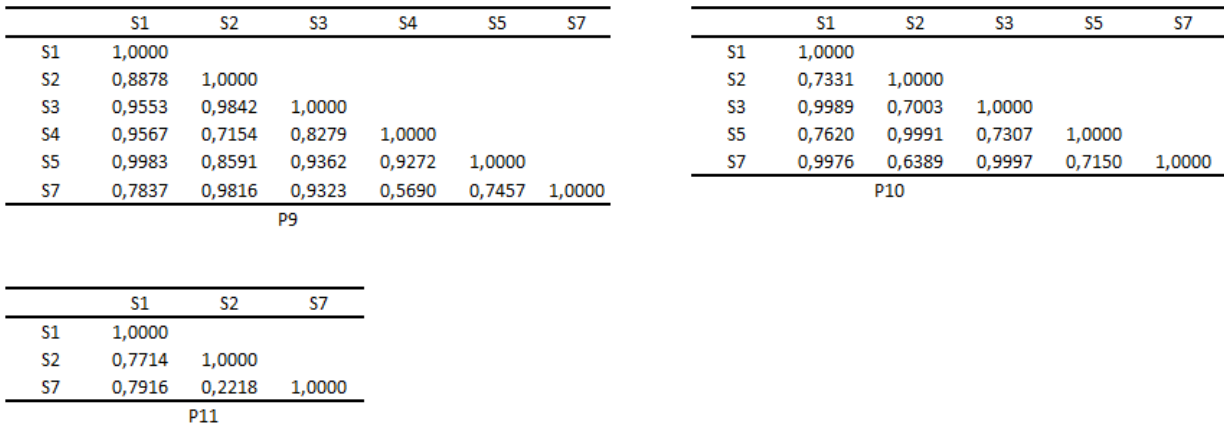 S1 S2 S3 S4 S5 S7
S1 1,0000
S2 0,8878 1,0000
S3 0,9553 0,9842 1,0000
S4 0,9567 0,7154 0,8279 1,0000
S5 0,9983 0,8591 0,9362 0,9272 1,0000
S7 0,7837 0,9816 0,9323 0,5690 0,7457 1,0000
P9
S1 S2 S3 S5 S7
S1 1,0000
S2 0,7331 1,0000
S3 0,9989 0,7003 1,0000
S5 0,7620 0,9991 0,7307 1,0000
S7 0,9976 0,6389 0,9997 0,7150 1,0000
P10
S1 S2 S7
S1 1,0000
S2 0,7714 1,0000
S7 0,7916 0,2218 1,0000
P11